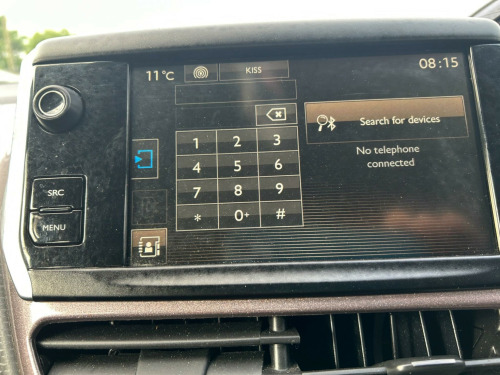 11°C KISS 08:15
Search for devices
No telephone
connected
1 2 3
4 5 6
7 8 9
* 0+ #
SRC
MENU